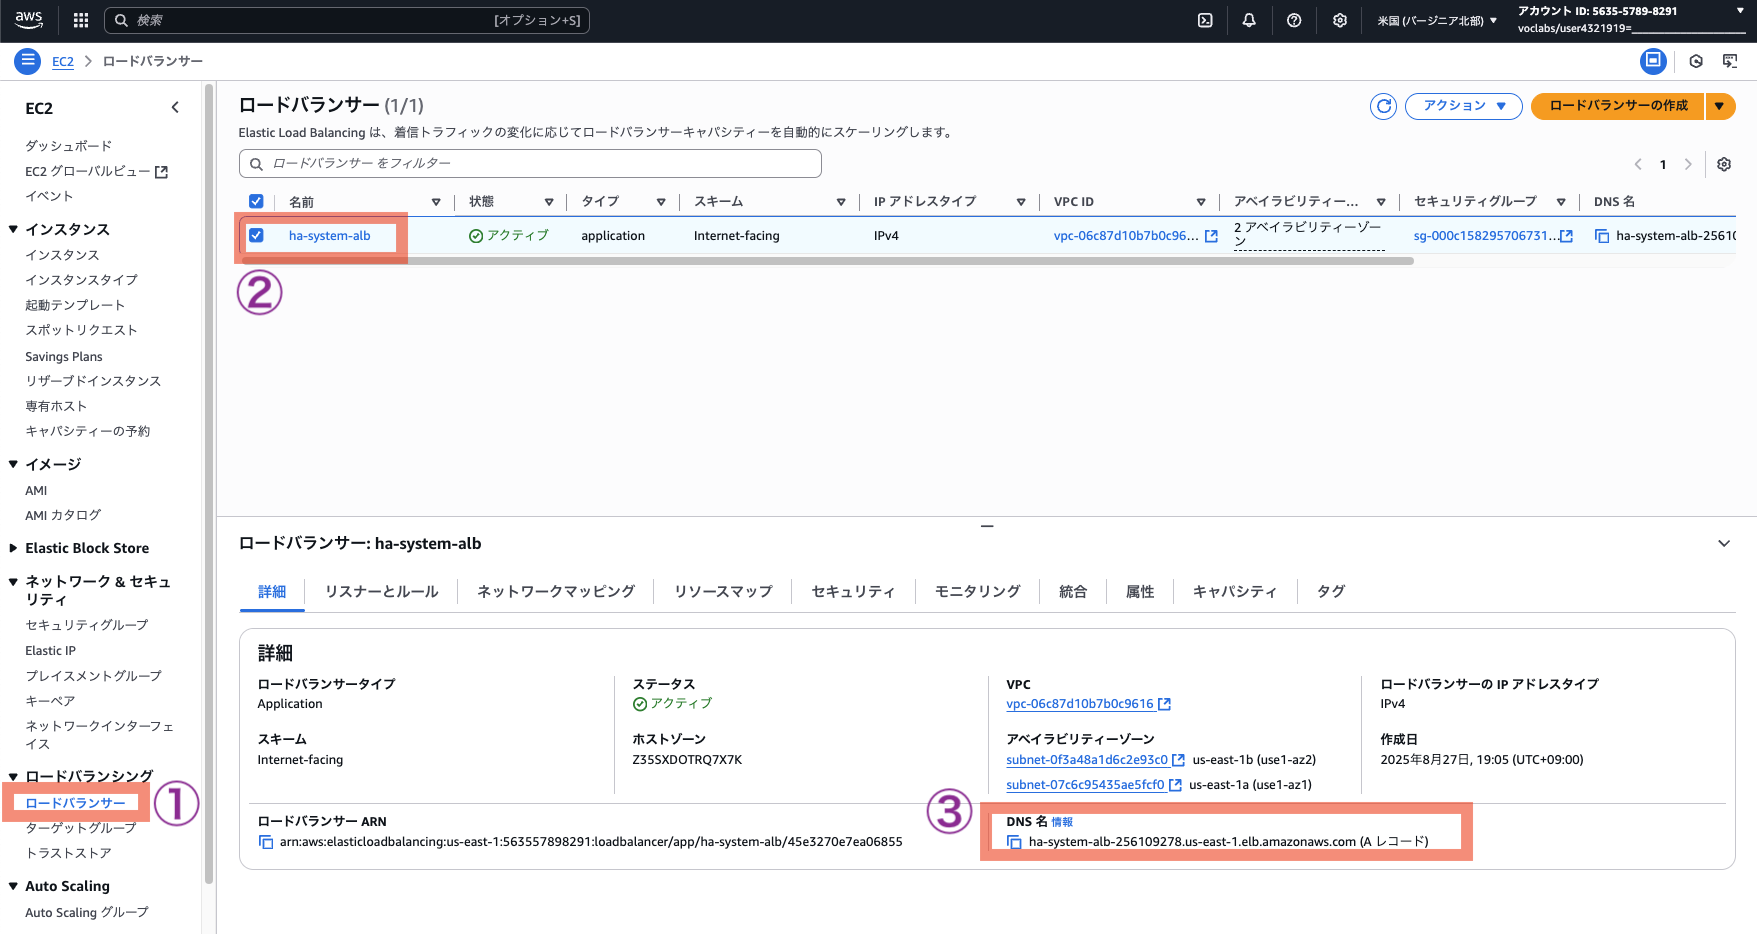 aws
検索
[オプション+S]
米国 (バージニア北部) ▼
アカウント ID: 5635-5789-8291
voclabs/user4321919=
EC2
ロードバランサー
EC2
ダッシュボード
EC2 グローバルビュー
イベント
インスタンス
インスタンス
インスタンスタイプ
起動テンプレート
スポットリクエスト
Savings Plans
リザーブドインスタンス
専有ホスト
キャパシティーの予約
イメージ
AMI
AMI カタログ
Elastic Block Store
ネットワーク & セキュ
リティ
セキュリティグループ
Elastic IP
プレイスメントグループ
キーペア
ネットワークインターフェ
イス
ロードバランシング
ロードバランサー
①
ターゲットグループ
トラストストア
Auto Scaling
Auto Scaling グループ
ロードバランサー (1/1)
アクション ▼
ロードバランサーの作成
Elastic Load Balancing は、着信トラフィックの変化に応じてロードバランサーキャパシティーを自動的にスケーリングします。
ロードバランサー をフィルター
1
名前
状態
タイプ
スキーム
IP アドレスタイプ
VPC ID
アベイラビリティー...
セキュリティグループ
DNS 名
ha-system-alb
アクティブ
application
Internet-facing
IPv4
vpc-06c87d10b7b0c96...
2 アベイラビリティーゾー
ン
sg-000c158295706731...
ha-system-alb-25610
②
ロードバランサー: ha-system-alb
詳細
リスナーとルール
ネットワークマッピング
リソースマップ
セキュリティ
モニタリング
統合
属性
キャパシティ
タグ
詳細
ロードバランサータイプ
Application
ステータス
アクティブ
VPC
vpc-06c87d10b7b0c9616
ロードバランサーの IP アドレスタイプ
IPv4
スキーム
Internet-facing
ホストゾーン
Z35SXDOTRQ7X7K
アベイラビリティーゾーン
subnet-0f3a48a1d6c2e93c0 us-east-1b (use1-az2)
subnet-07c6c95435ae5fcf0 us-east-1a (use1-az1)
作成日
2025年8月27日, 19:05 (UTC+09:00)
ロードバランサー ARN
arn:aws:elasticloadbalancing:us-east-1:563557898291:loadbalancer/app/ha-system-alb/45e3270e7ea06855
③
DNS 名 情報
ha-system-alb-256109278.us-east-1.elb.amazonaws.com (A レコード)